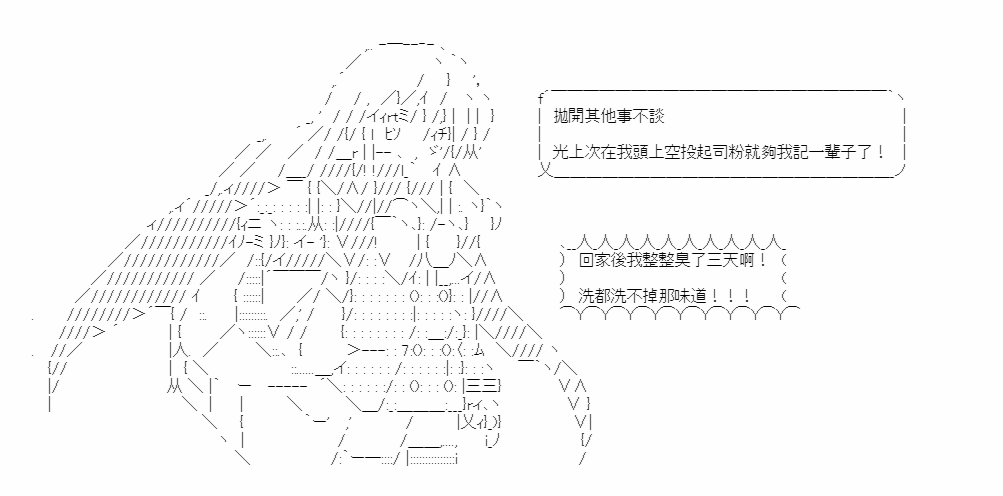 拋開其他事不談
光上次在我頭上空投起司粉就夠我記一輩子了！
回家後我整整臭了三天啊！
洗都洗不掉那味道！！！